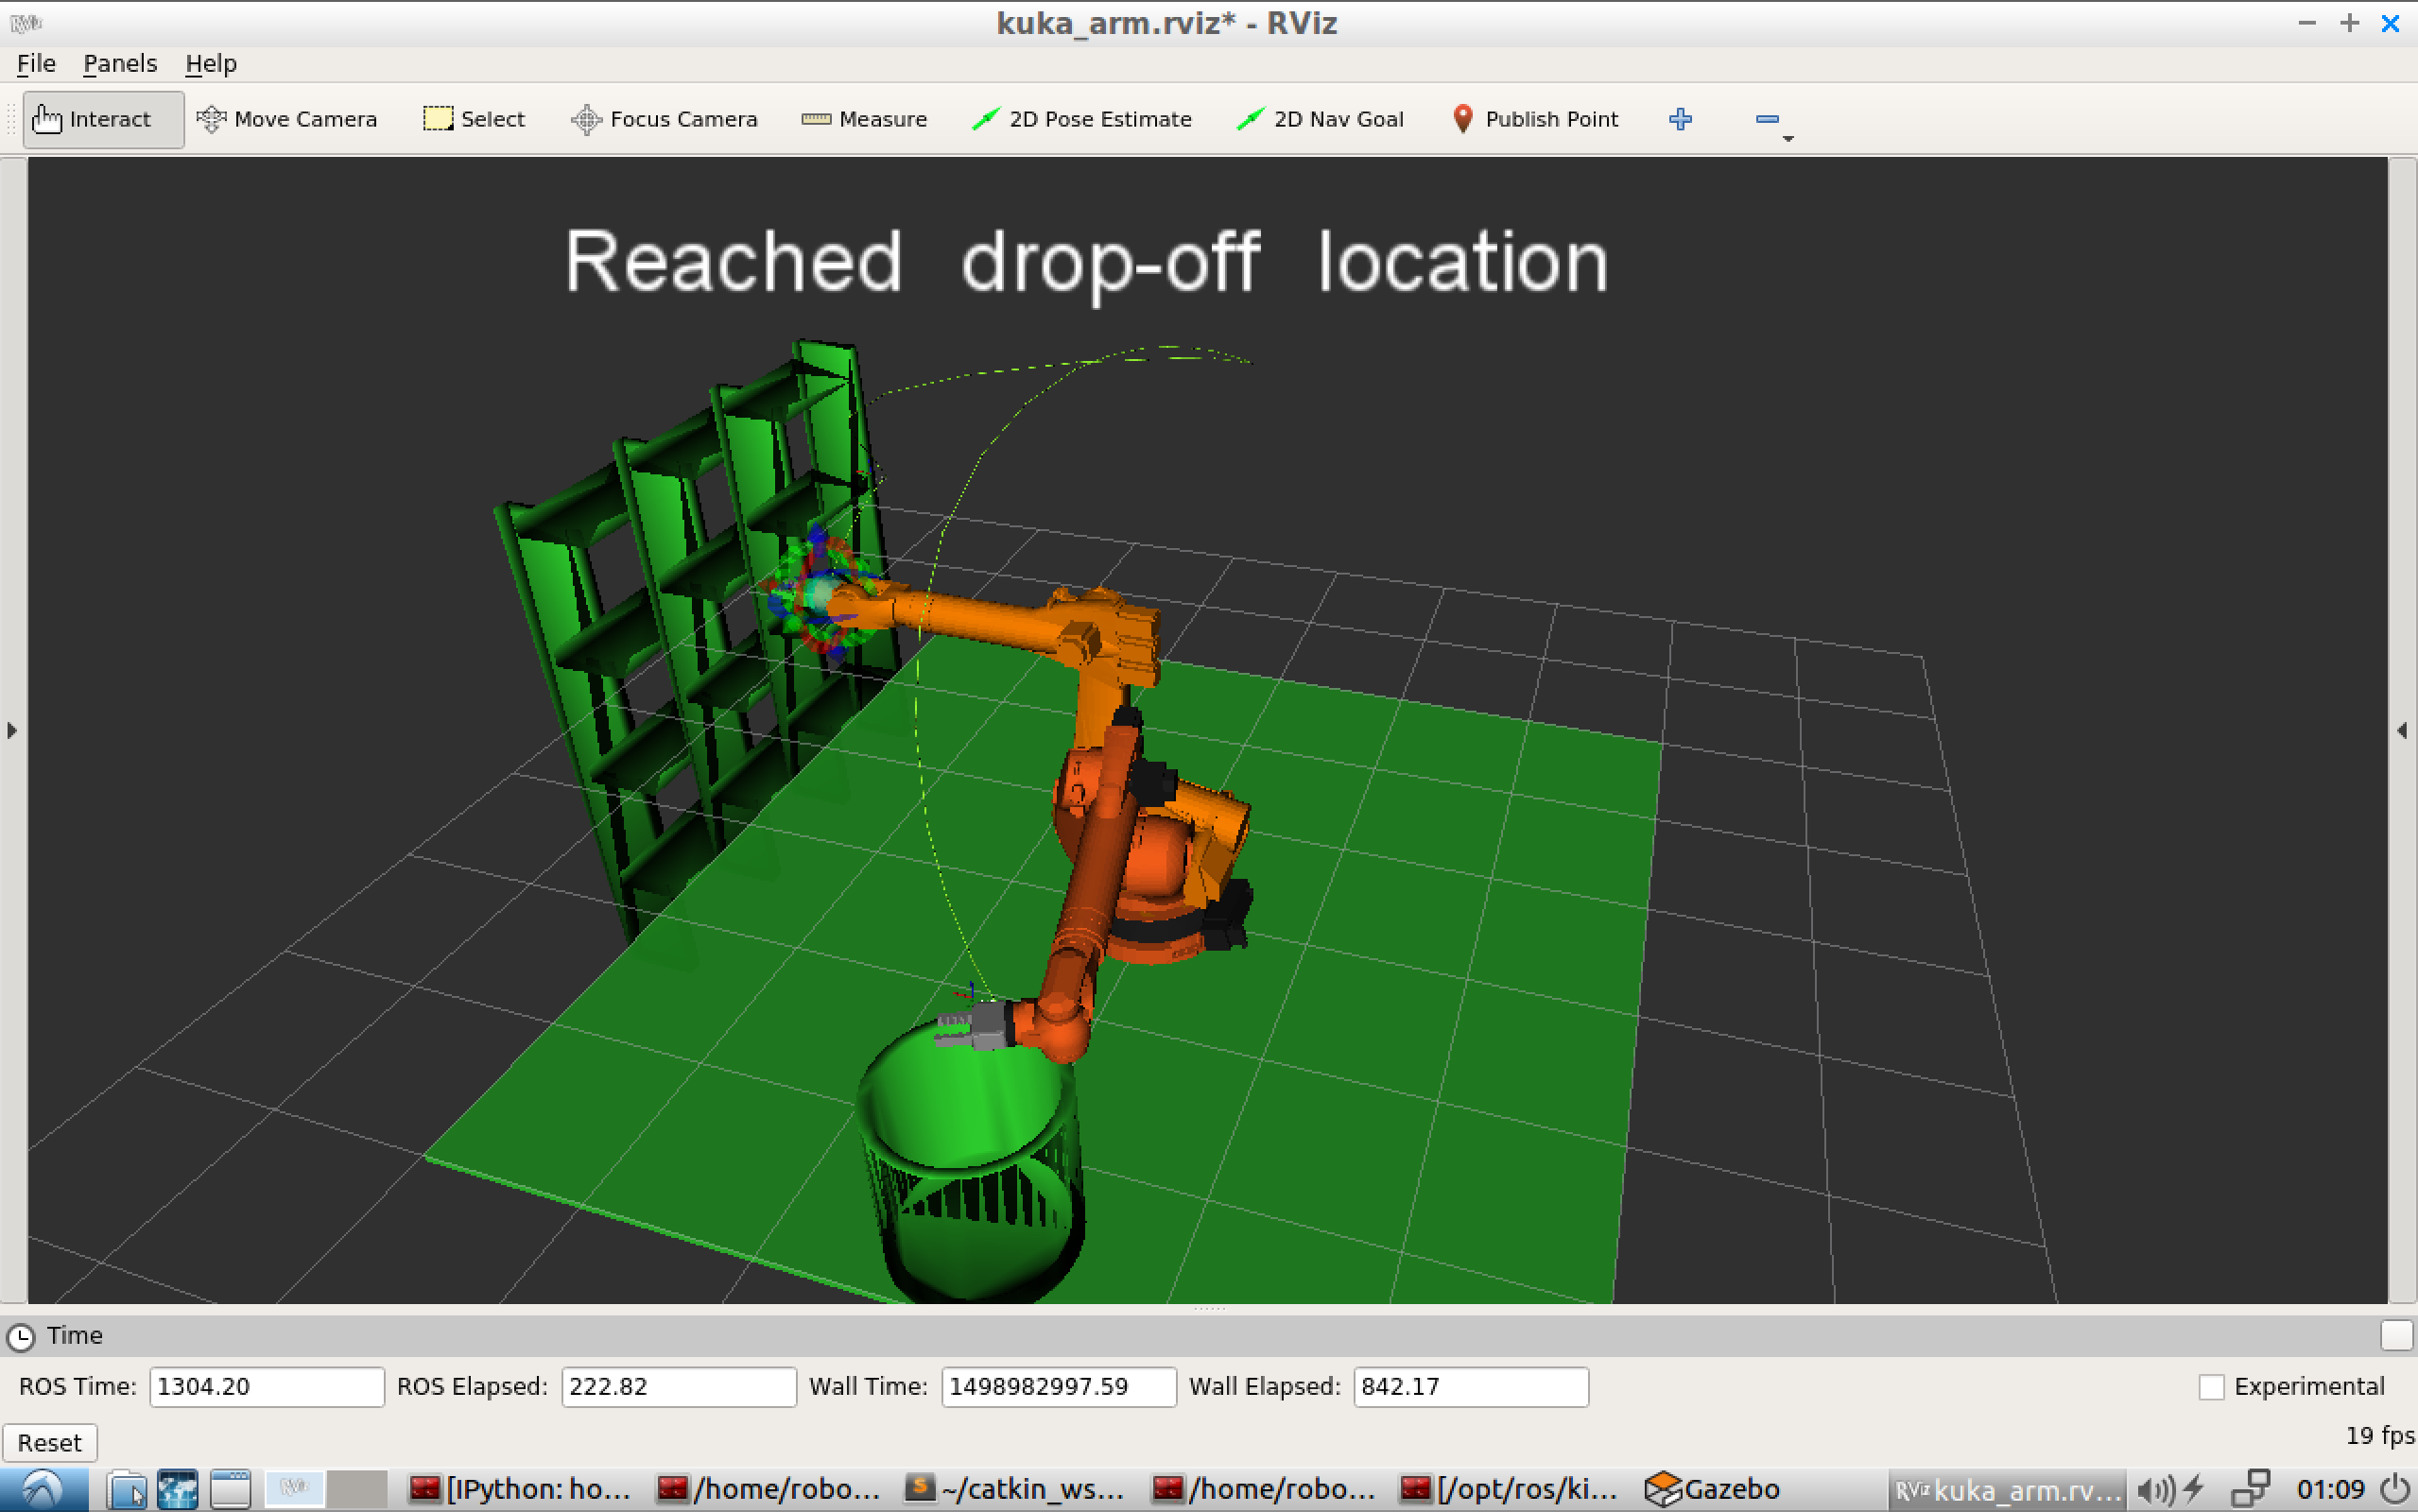 RViz
kuka_arm.rviz* - RViz
File Panels Help
Interact Move Camera Select Focus Camera Measure 2D Pose Estimate 2D Nav Goal Publish Point
Reached drop-off location
Time
ROS Time: 1304.20 ROS Elapsed: 222.82 Wall Time: 1498982997.59 Wall Elapsed: 842.17 Experimental
Reset 19 fps
RViz [IPython: ho... /home/robo... ~/catkin_ws... /home/robo... [/opt/ros/ki... Gazebo RViz kuka_arm.rv... 01:09